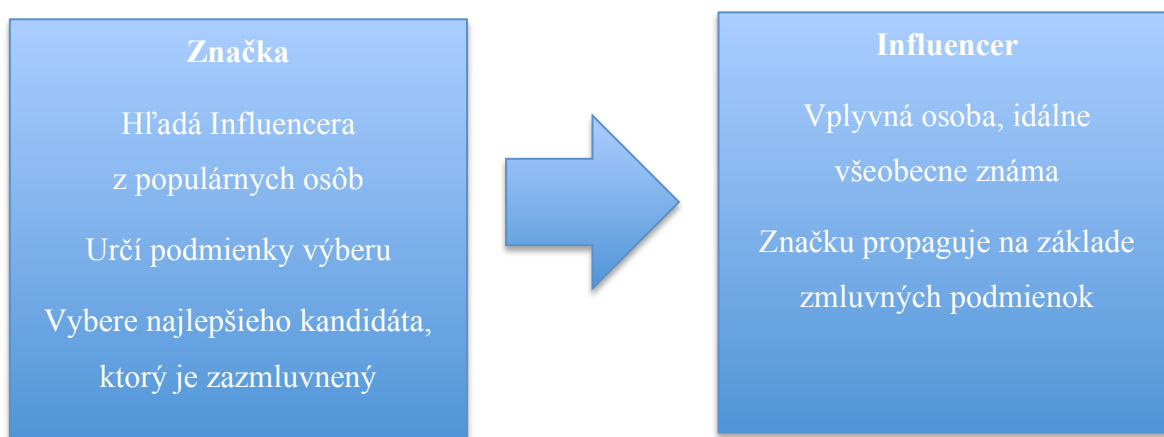 Značka
Hľadá Influencera
z populárnych osôb
Určí podmienky výberu
Vybere najlepšieho kandidáta,
ktorý je zazmluvnený
Influencer
Vplyvná osoba, idálne
všeobecne známa
Značku propaguje na základe
zmluvných podmienok